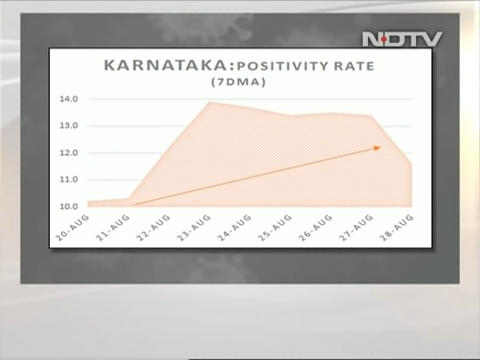 NDTV
KARNATAKA:POSITIVITY RATE
(7DMA)
14.0
13.0
12.0
11.0
10.0
20-AUG
21-AUG
22-AUG
23-AUG
24-AUG
25-AUG
26-AUG
27-AUG
28-AUG